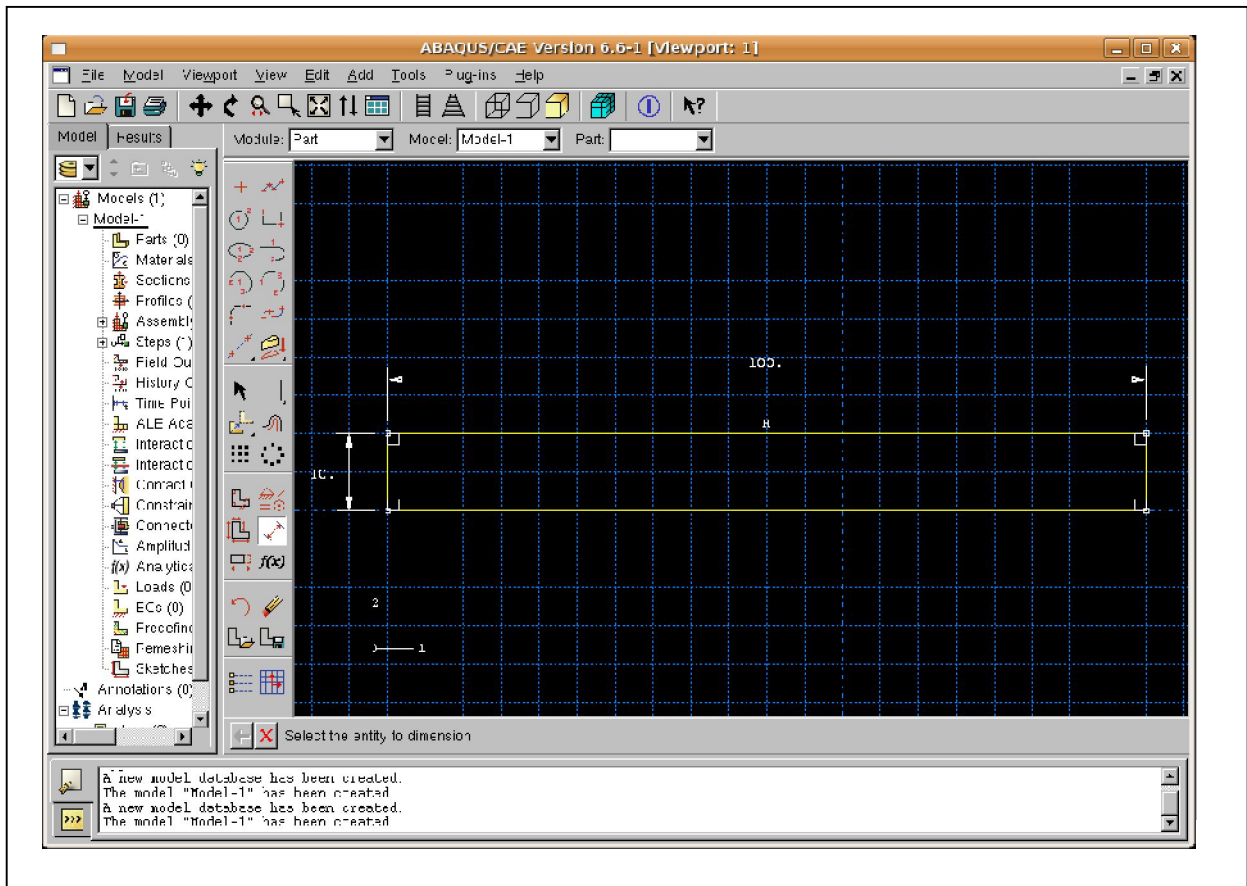 ABAQUS/CAE Version 6.6-1 [Viewport: 1]
File Model Viewport View Edit Add Tools Plug-ins Help
Model Results
Module: Part Model: Model-1 Part:
Models (1)
Model-1
Parts (0)
Materials
Sections
Profiles (
Assembly
Steps (1)
Field Ou
History O
Time Poi
ALE Ada
Interactio
Interactio
Contact
Constrain
Connecto
Amplitud
f(x) Analytica
Loads (0
BCs (0)
Predefine
Remeshin
Sketches
Annotations (0)
Analysis
f(x)
100.
H
10.
2
1
Select the entity to dimension
A new model database has been created.
The model "Model-1" has been created
A new model database has been created.
The model "Model-1" has been created
>>>